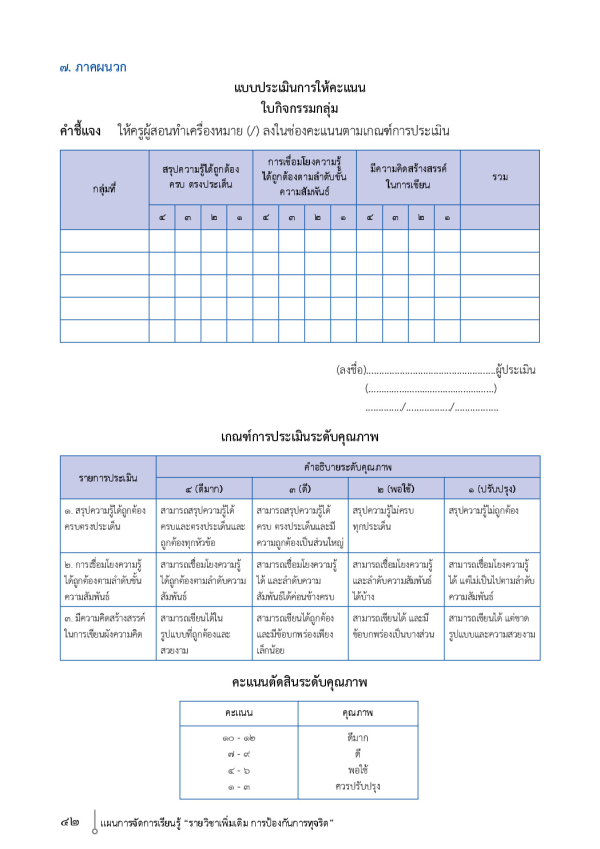 ๗. ภาคผนวก
แบบประเมินการให้คะแนน
ใบกิจกรรมกลุ่ม
คำชี้แจง ให้ครูผู้สอนทำเครื่องหมาย (/) ลงในช่องคะแนนตามเกณฑ์การประเมิน
กลุ่มที่
สรุปความรู้ได้ถูกต้อง
ครบ ตรงประเด็น
การเชื่อมโยงความรู้
ได้ถูกต้องตามลำดับขั้น
ความสัมพันธ์
มีความคิดสร้างสรรค์
ในการเขียน
รวม
๔ ๓ ๒ ๑ ๔ ๓ ๒ ๑ ๔ ๓ ๒ ๑
(ลงชื่อ)..................................................ผู้ประเมิน
(................................................)
............../................./.................
เกณฑ์การประเมินระดับคุณภาพ
รายการประเมิน
คำอธิบายระดับคุณภาพ
๔ (ดีมาก) ๓ (ดี) ๒ (พอใช้) ๑ (ปรับปรุง)
๑. สรุปความรู้ได้ถูกต้อง
ครบตรงประเด็น
สามารถสรุปความรู้ได้
ครบและตรงประเด็นและ
ถูกต้องทุกหัวข้อ
สามารถสรุปความรู้ได้
ครบ ตรงประเด็นและมี
ความถูกต้องเป็นส่วนใหญ่
สรุปความรู้ไม่ครบ
ทุกประเด็น
สรุปความรู้ไม่ถูกต้อง
๒. การเชื่อมโยงความรู้
ได้ถูกต้องตามลำดับขั้น
ความสัมพันธ์
สามารถเชื่อมโยงความรู้
ได้ถูกต้องตามลำดับความ
สัมพันธ์
สามารถเชื่อมโยงความรู้
ได้ และลำดับความ
สัมพันธ์ได้ค่อนข้างครบ
สามารถเชื่อมโยงความรู้
และลำดับความสัมพันธ์
ได้บ้าง
สามารถเชื่อมโยงความรู้
ได้ แต่ไม่เป็นไปตามลำดับ
ความสัมพันธ์
๓. มีความคิดสร้างสรรค์
ในการเขียนผังความคิด
สามารถเขียนได้ใน
รูปแบบที่ถูกต้องและ
สวยงาม
สามารถเขียนได้ถูกต้อง
และมีข้อบกพร่องเพียง
เล็กน้อย
สามารถเขียนได้ และมี
ข้อบกพร่องเป็นบางส่วน
สามารถเขียนได้ แต่ขาด
รูปแบบและความสวยงาม
คะแนนตัดสินระดับคุณภาพ
คะแนน คุณภาพ
๑๐ - ๑๒ ดีมาก
๗ - ๙ ดี
๔ - ๖ พอใช้
๑ - ๓ ควรปรับปรุง
๔๒ แผนการจัดการเรียนรู้ “รายวิชาเพิ่มเติม การป้องกันการทุจริต”